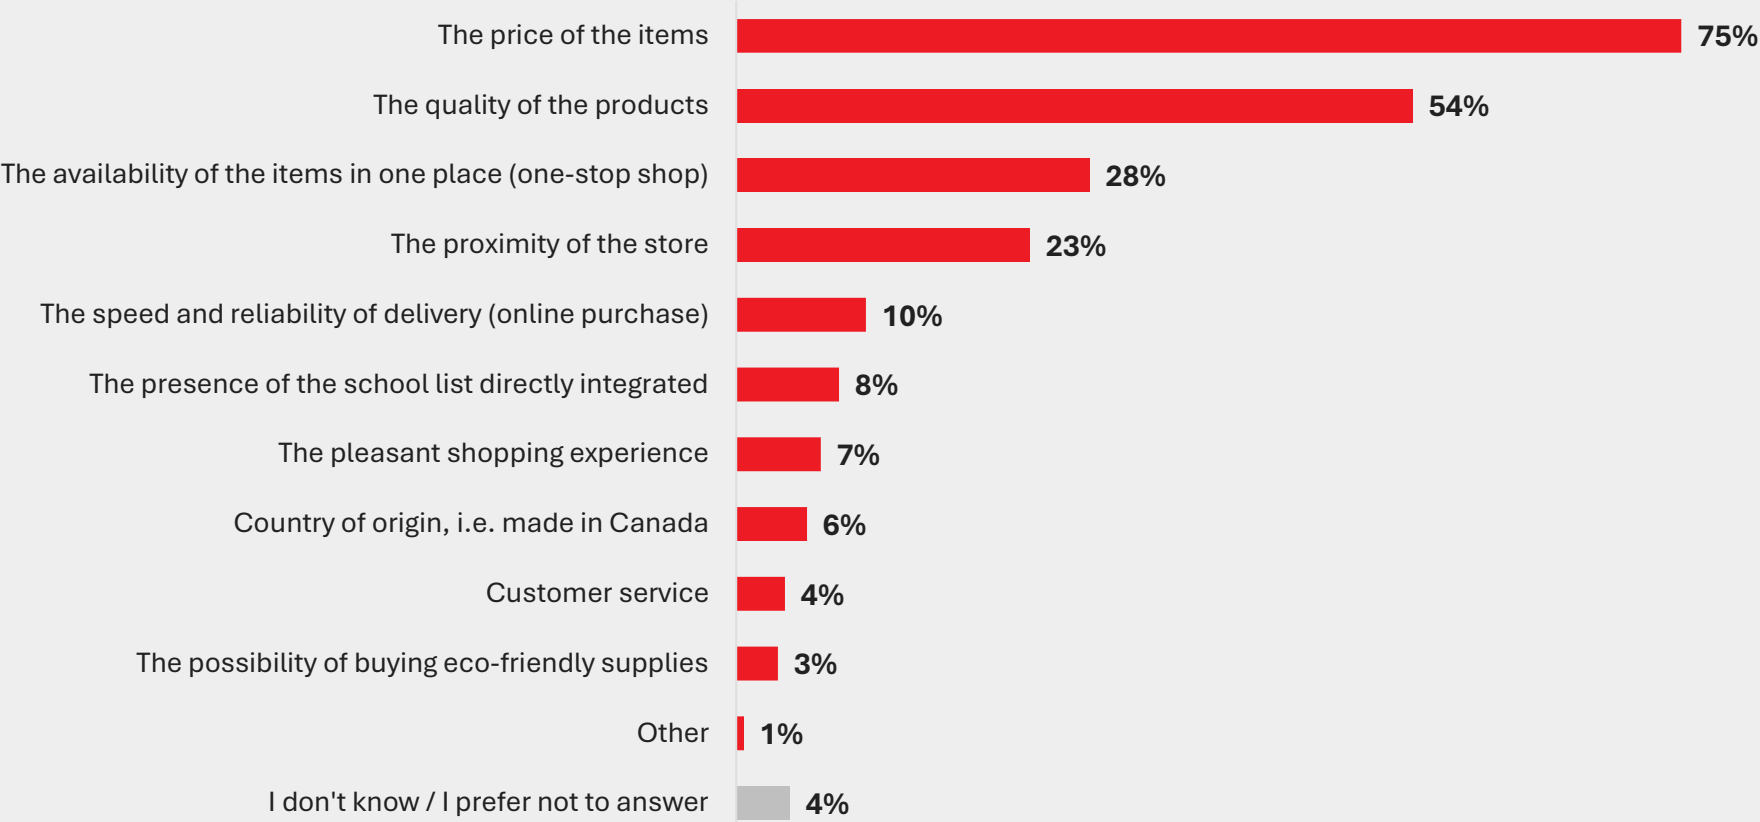 The price of the items 75%
The quality of the products 54%
The availability of the items in one place (one-stop shop) 28%
The proximity of the store 23%
The speed and reliability of delivery (online purchase) 10%
The presence of the school list directly integrated 8%
The pleasant shopping experience 7%
Country of origin, i.e. made in Canada 6%
Customer service 4%
The possibility of buying eco-friendly supplies 3%
Other 1%
I don't know / I prefer not to answer 4%